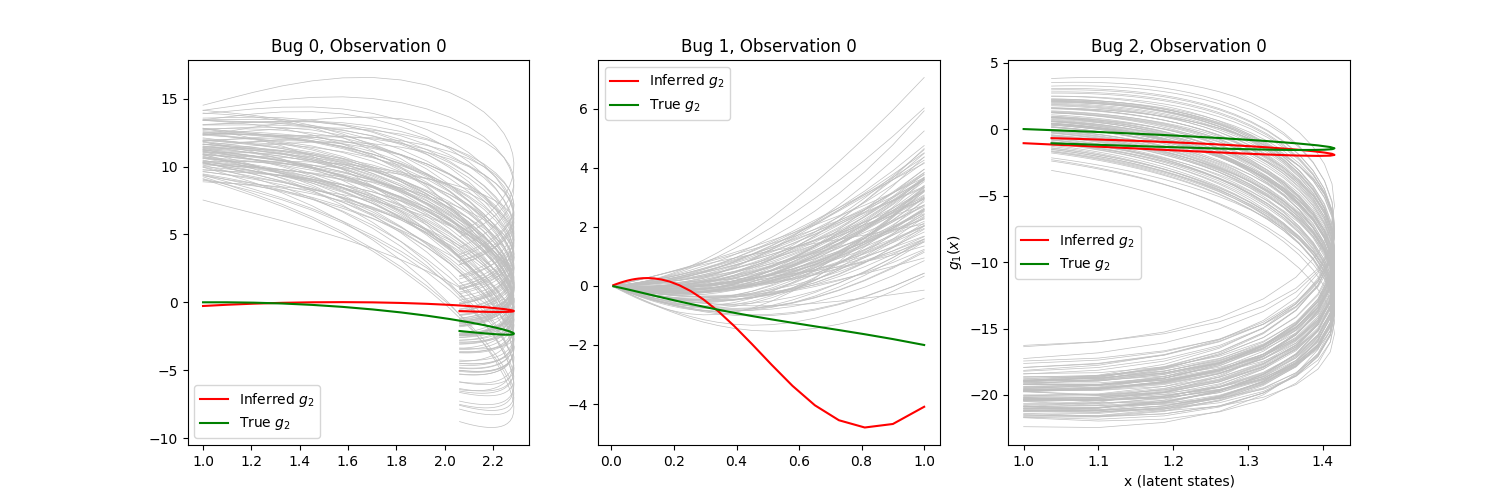 Bug 0, Observation 0
15
10
5
0
−5
−10
Inferred g₂
True g₂
1.0 1.2 1.4 1.6 1.8 2.0 2.2
Bug 1, Observation 0
Inferred g₂
True g₂
6
4
2
0
−2
−4
0.0 0.2 0.4 0.6 0.8 1.0
Bug 2, Observation 0
5
0
−5
−10
−15
−20
g₁(x)
Inferred g₂
True g₂
1.0 1.1 1.2 1.3 1.4
x (latent states)